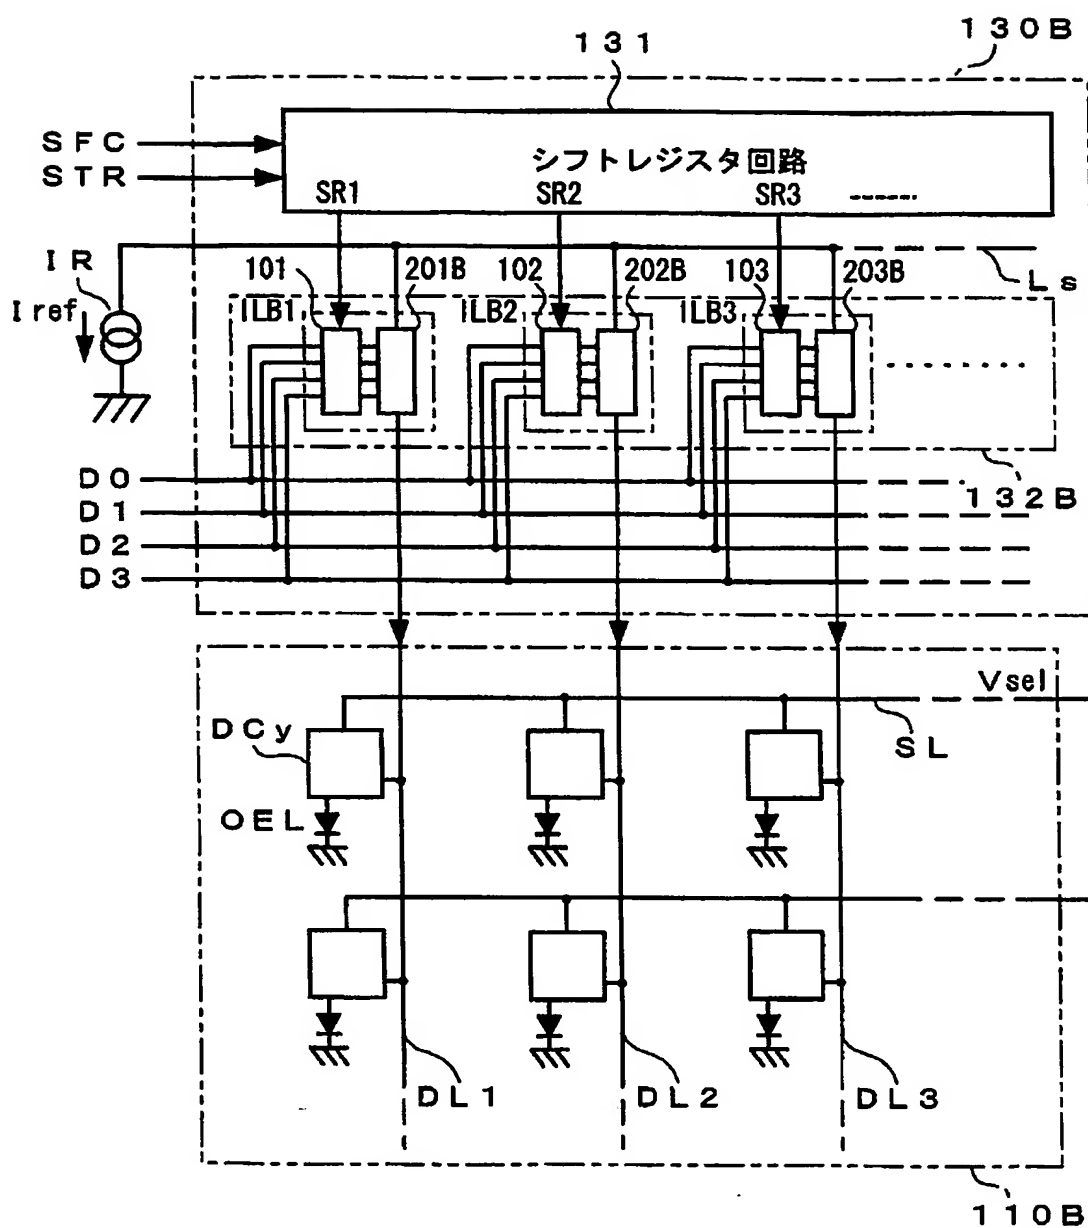 130B
131
SFC
STR
シフトレジスタ回路
SR1 SR2 SR3
IR
Iref
Ls
101 201B 102 202B 103 203B
ILB1 ILB2 ILB3
D0
D1
D2
D3
132B
Vsel
SL
DCy
OEL
DL1 DL2 DL3
110B